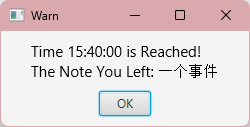 Warn
Time 15:40:00 is Reached!
The Note You Left: 一个事件
OK